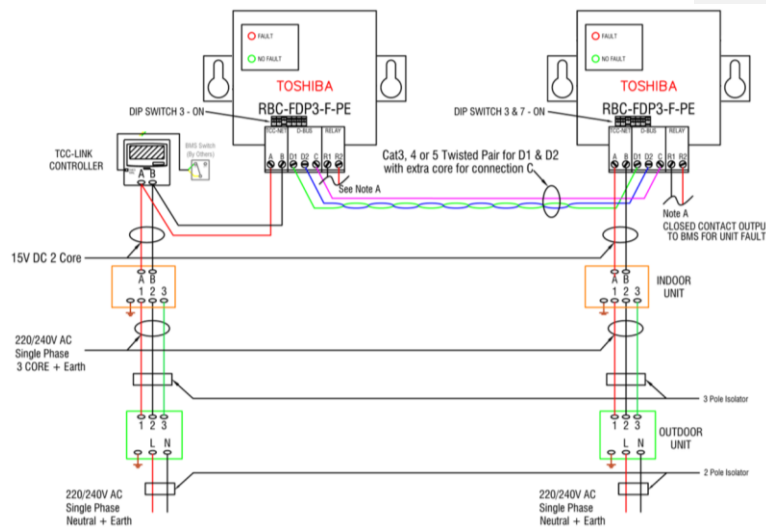 FAULT
NO FAULT
TOSHIBA
RBC-FDP3-F-PE
DIP SWITCH 3 - ON
TCC-NET D-BUS RELAY
A B D1 D2 C R1 R2
See Note A
FAULT
NO FAULT
TOSHIBA
RBC-FDP3-F-PE
DIP SWITCH 3 & 7 - ON
TCC-NET D-BUS RELAY
A B D1 D2 C R1 R2
Note A
CLOSED CONTACT OUTPU
TO BMS FOR UNIT FAULT
TCC-LINK
CONTROLLER
A B
BMS Switch
(By Others)
Cat3, 4 or 5 Twisted Pair for D1 & D2
with extra core for connection C
15V DC 2 Core
A B
1 2 3
A B
1 2 3
INDOOR
UNIT
220/240V AC
Single Phase
3 CORE + Earth
3 Pole Isolator
1 2 3
L N
1 2 3
L N
OUTDOOR
UNIT
2 Pole Isolator
220/240V AC
Single Phase
Neutral + Earth
220/240V AC
Single Phase
Neutral + Earth